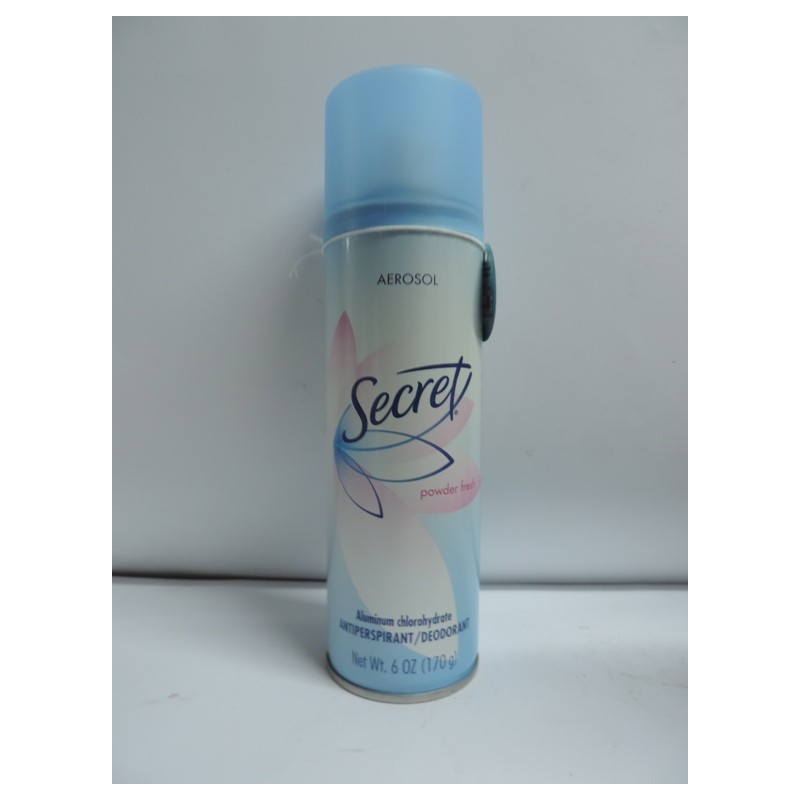 AEROSOL
Secret®
powder fresh
Aluminum chlorohydrate
ANTIPERSPIRANT/DEODORANT
Net Wt. 6 OZ (170 g)